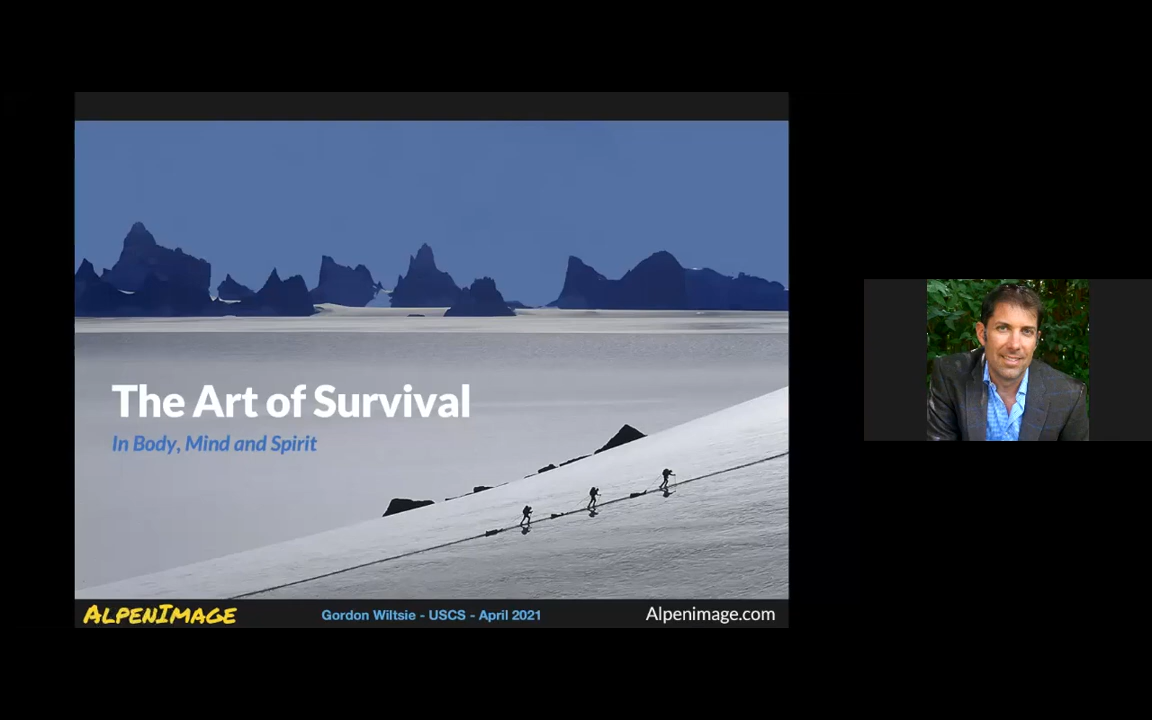 The Art of Survival
In Body, Mind and Spirit
ALPENIMAGE
Gordon Wiltsie - USCS - April 2021
Alpenimage.com